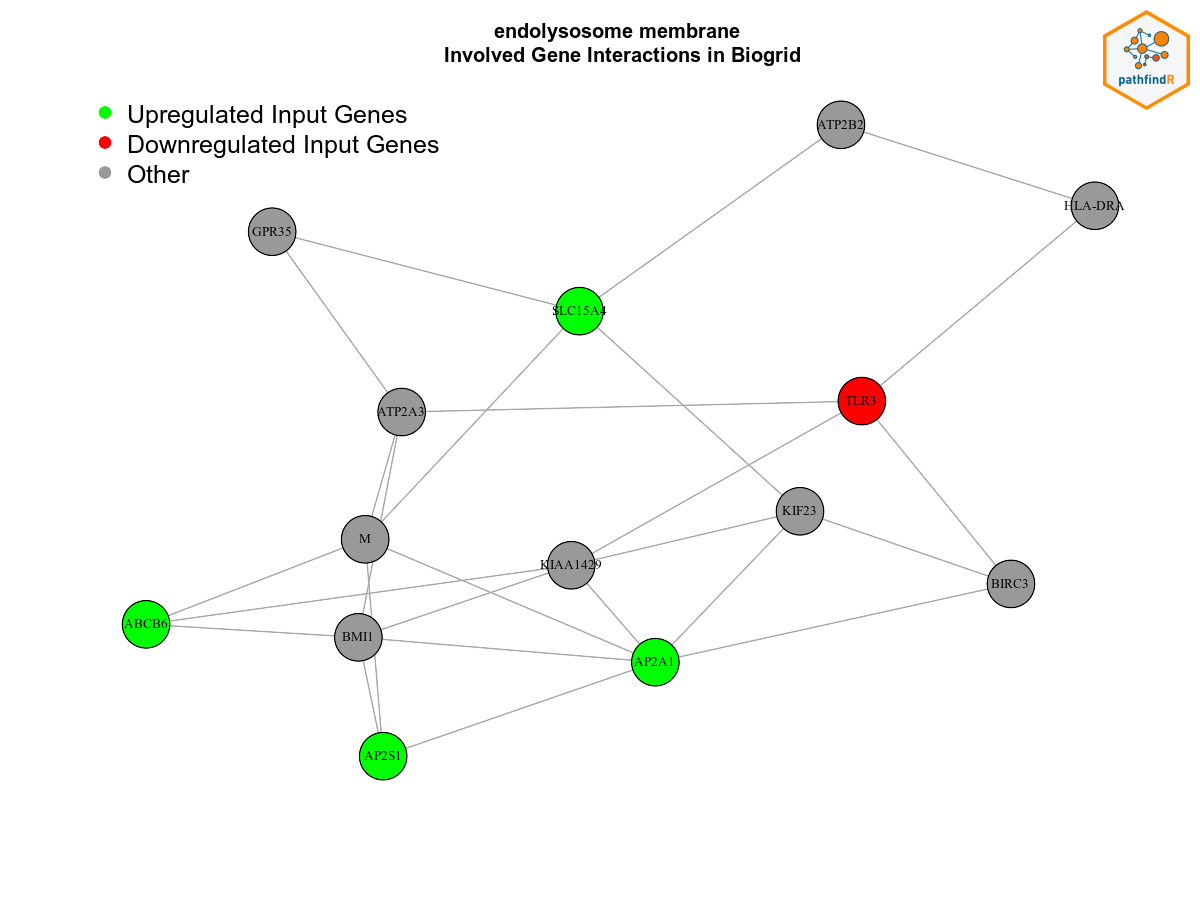 endolysosome membrane
Involved Gene Interactions in Biogrid
pathfindR
Upregulated Input Genes
Downregulated Input Genes
Other
ATP2B2
HLA-DRA
GPR35
SLC15A4
TLR3
ATP2A3
KIF23
M
KIAA1429
BIRC3
ABCB6
BMI1
AP2A1
AP2S1